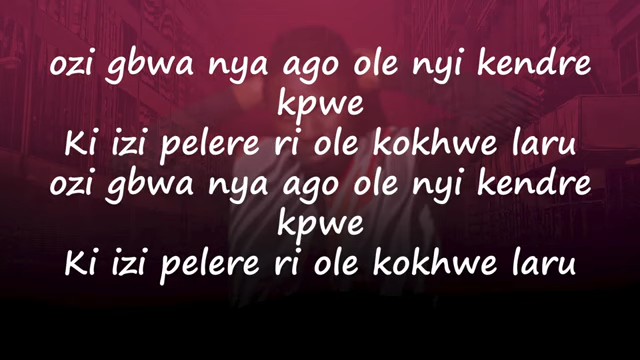 ozi gbwa nya ago ole nyi kendre
kpwe
Ki izi pelere ri ole kokhwe laru
ozi gbwa nya ago ole nyi kendre
kpwe
Ki izi pelere ri ole kokhwe laru